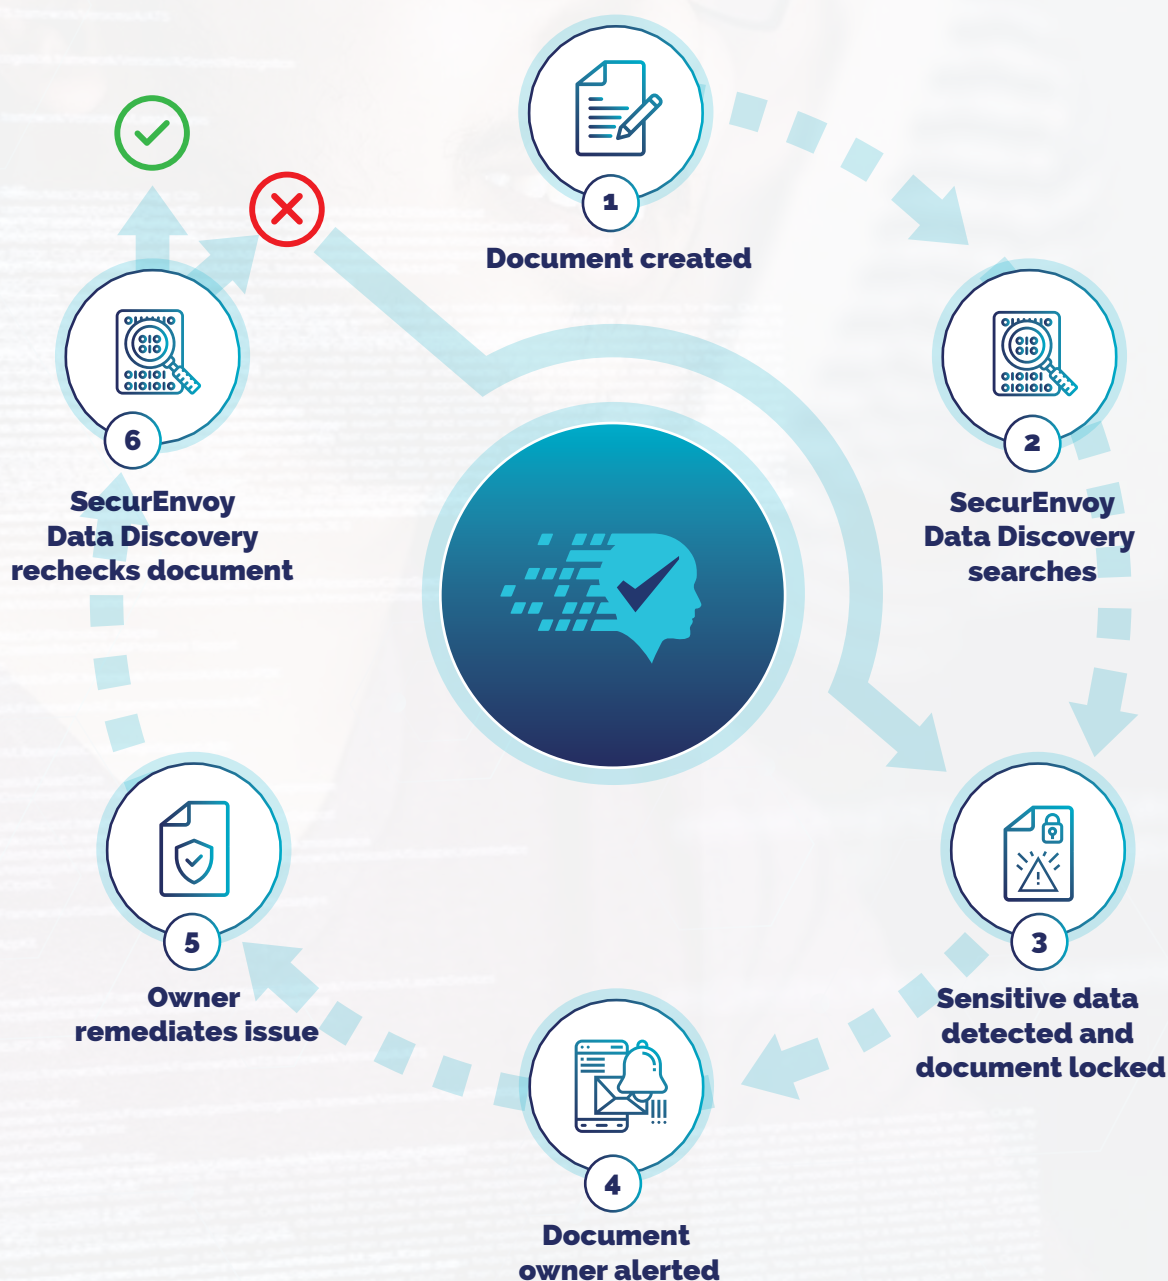 1
Document created
2
SecurEnvoy
Data Discovery
searches
3
Sensitive data
detected and
document locked
4
Document
owner alerted
5
Owner
remediates issue
6
SecurEnvoy
Data Discovery
rechecks document